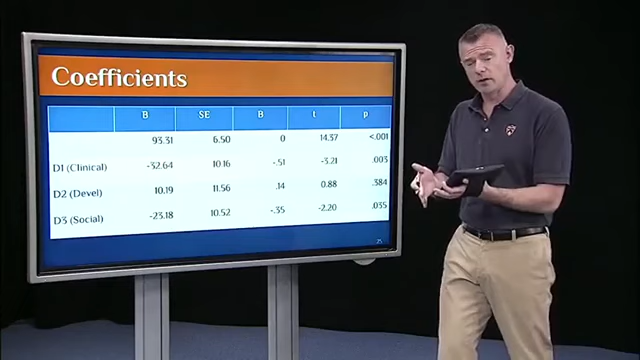 Coefficients
B SE B t p
93.31 6.50 0 14.37 <.001
D1 (Clinical) -32.64 10.16 -.51 -3.21 .003
D2 (Devel) 10.19 11.56 .14 0.88 .384
D3 (Social) -23.18 10.52 -.35 -2.20 .035
25